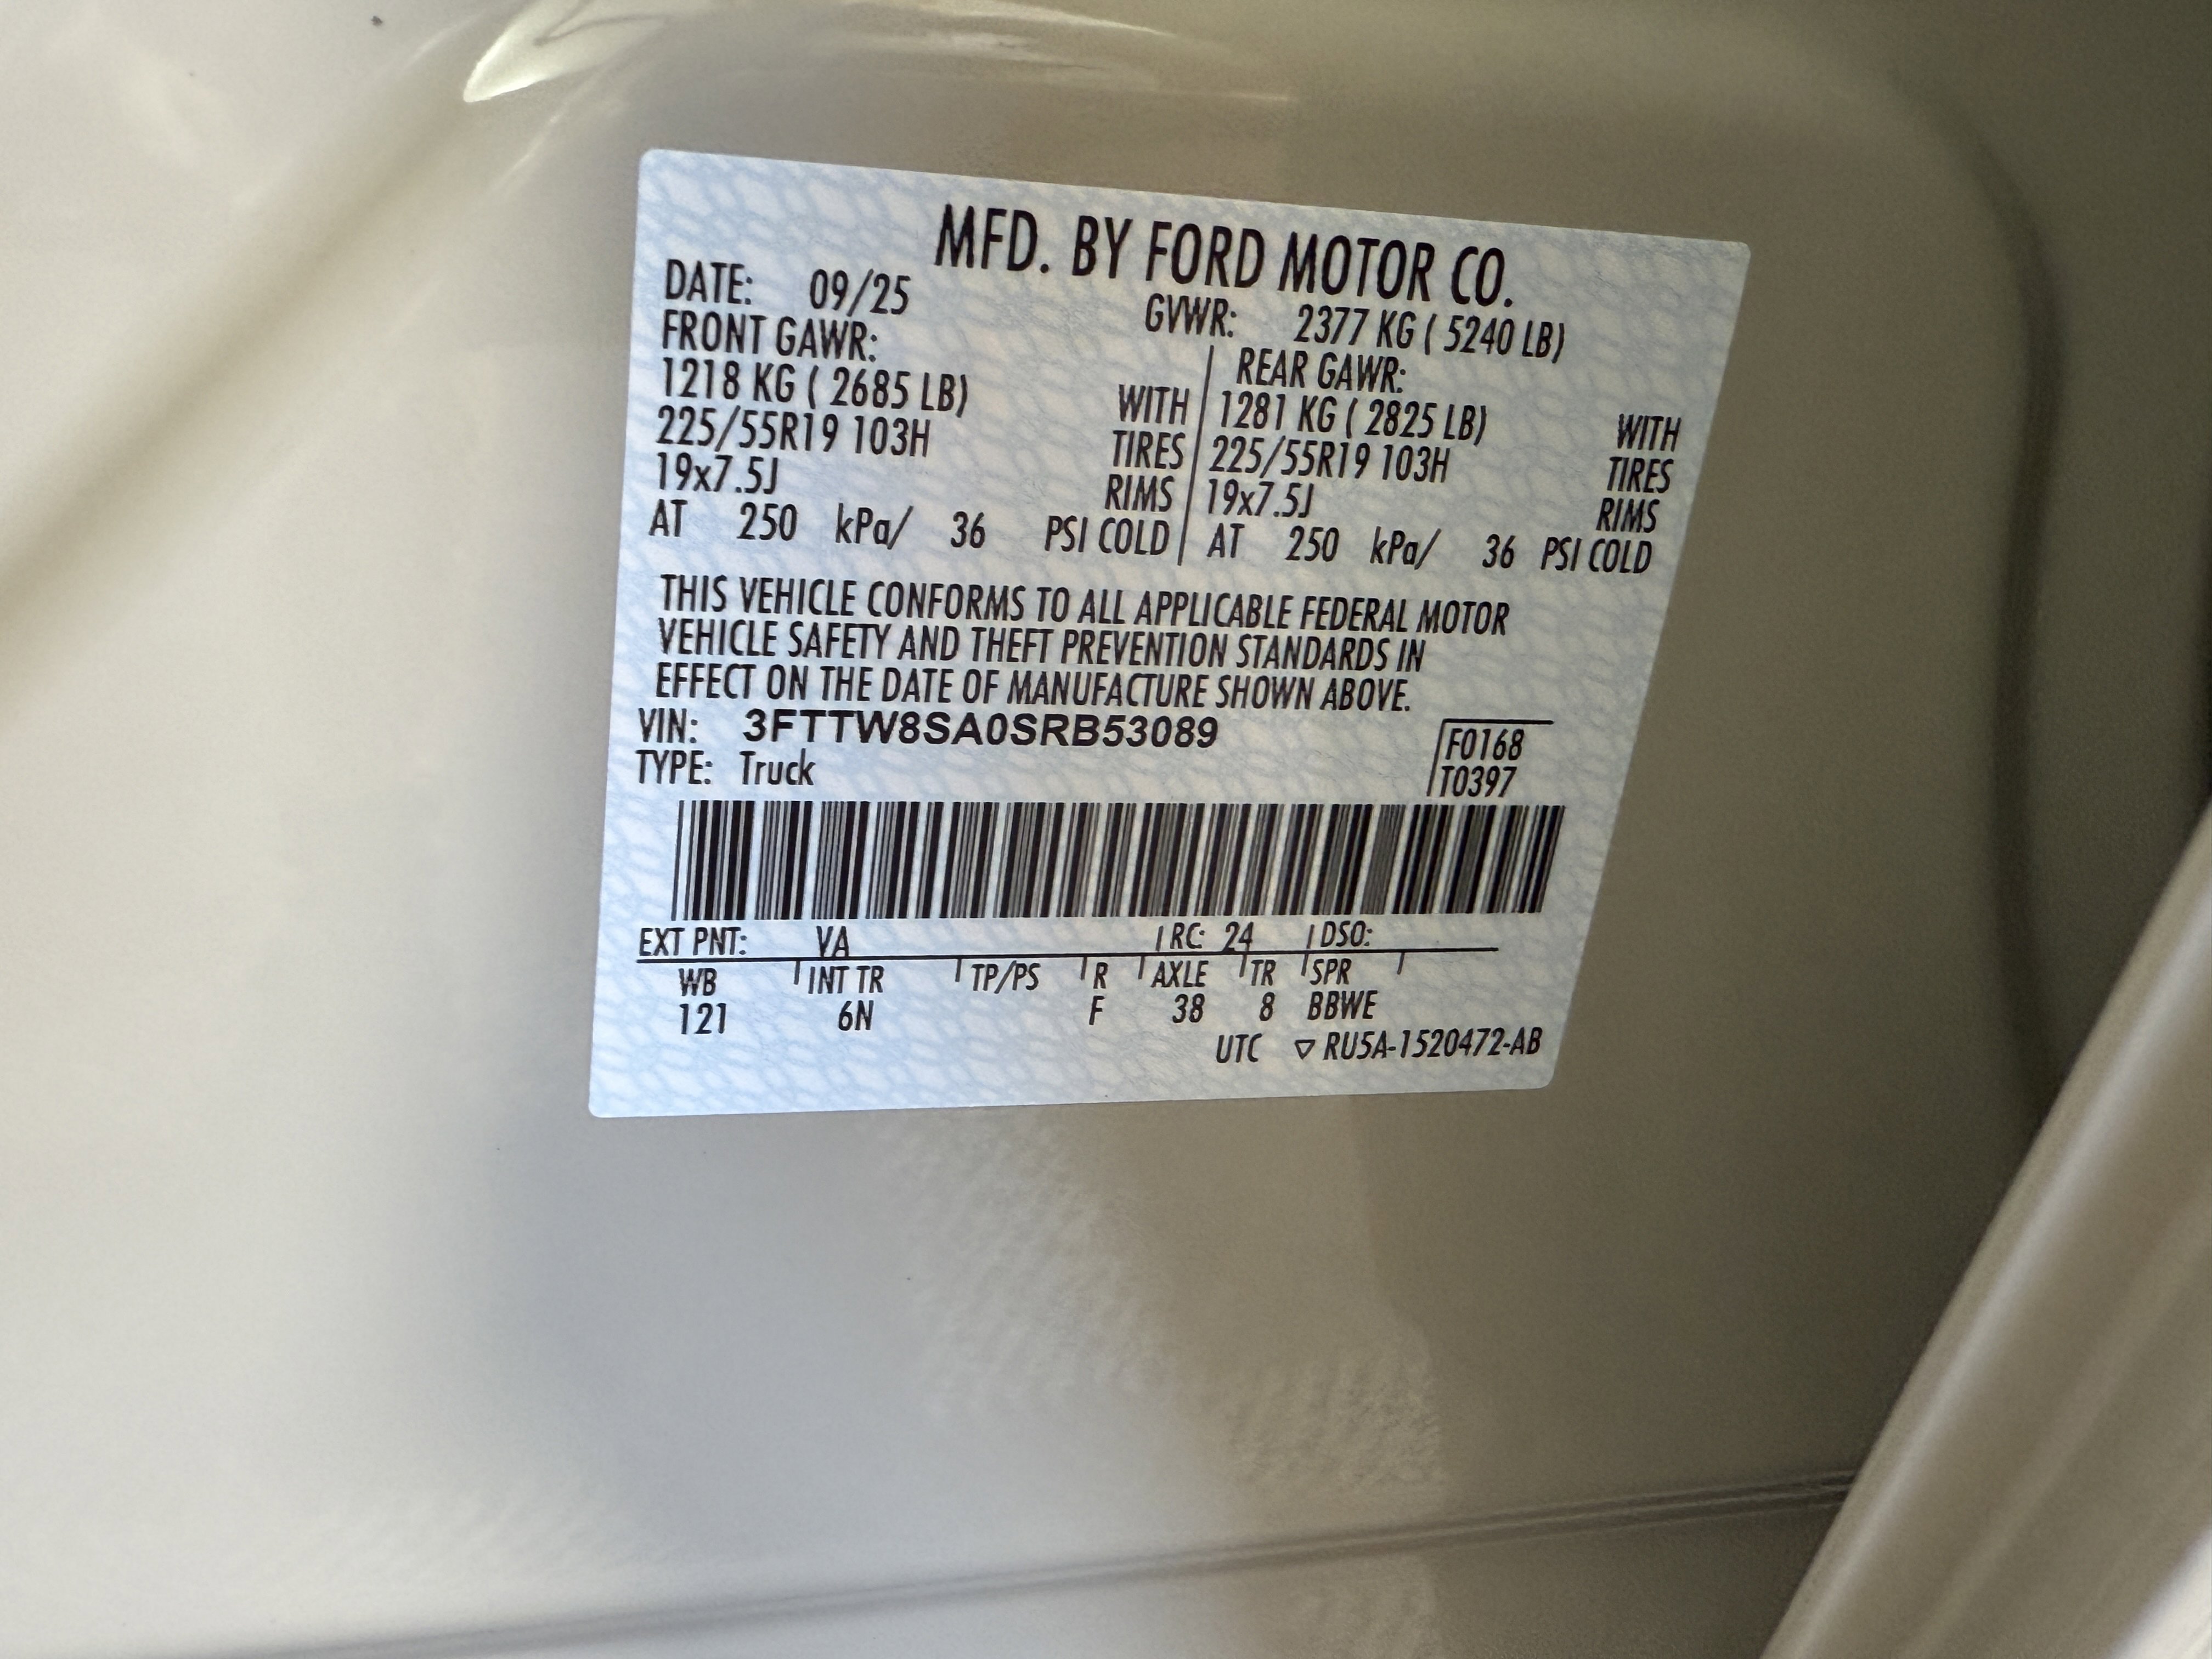 MFD. BY FORD MOTOR CO.
DATE: 09/25 GVWR: 2377 KG ( 5240 LB)
FRONT GAWR: REAR GAWR:
1218 KG ( 2685 LB) WITH 1281 KG ( 2825 LB) WITH
225/55R19 103H TIRES 225/55R19 103H TIRES
19x7.5J RIMS 19x7.5J RIMS
AT 250 kPa/ 36 PSI COLD AT 250 kPa/ 36 PSI COLD
THIS VEHICLE CONFORMS TO ALL APPLICABLE FEDERAL MOTOR
VEHICLE SAFETY AND THEFT PREVENTION STANDARDS IN
EFFECT ON THE DATE OF MANUFACTURE SHOWN ABOVE.
VIN: 3FTTW8SA0SRB53089 F0168
TYPE: Truck T0397
EXT PNT: VA RC: 24 DSO:
WB INT TR TP/PS R AXLE TR SPR
121 6N F 38 8 BBWE
UTC ▽ RU5A-1520472-AB